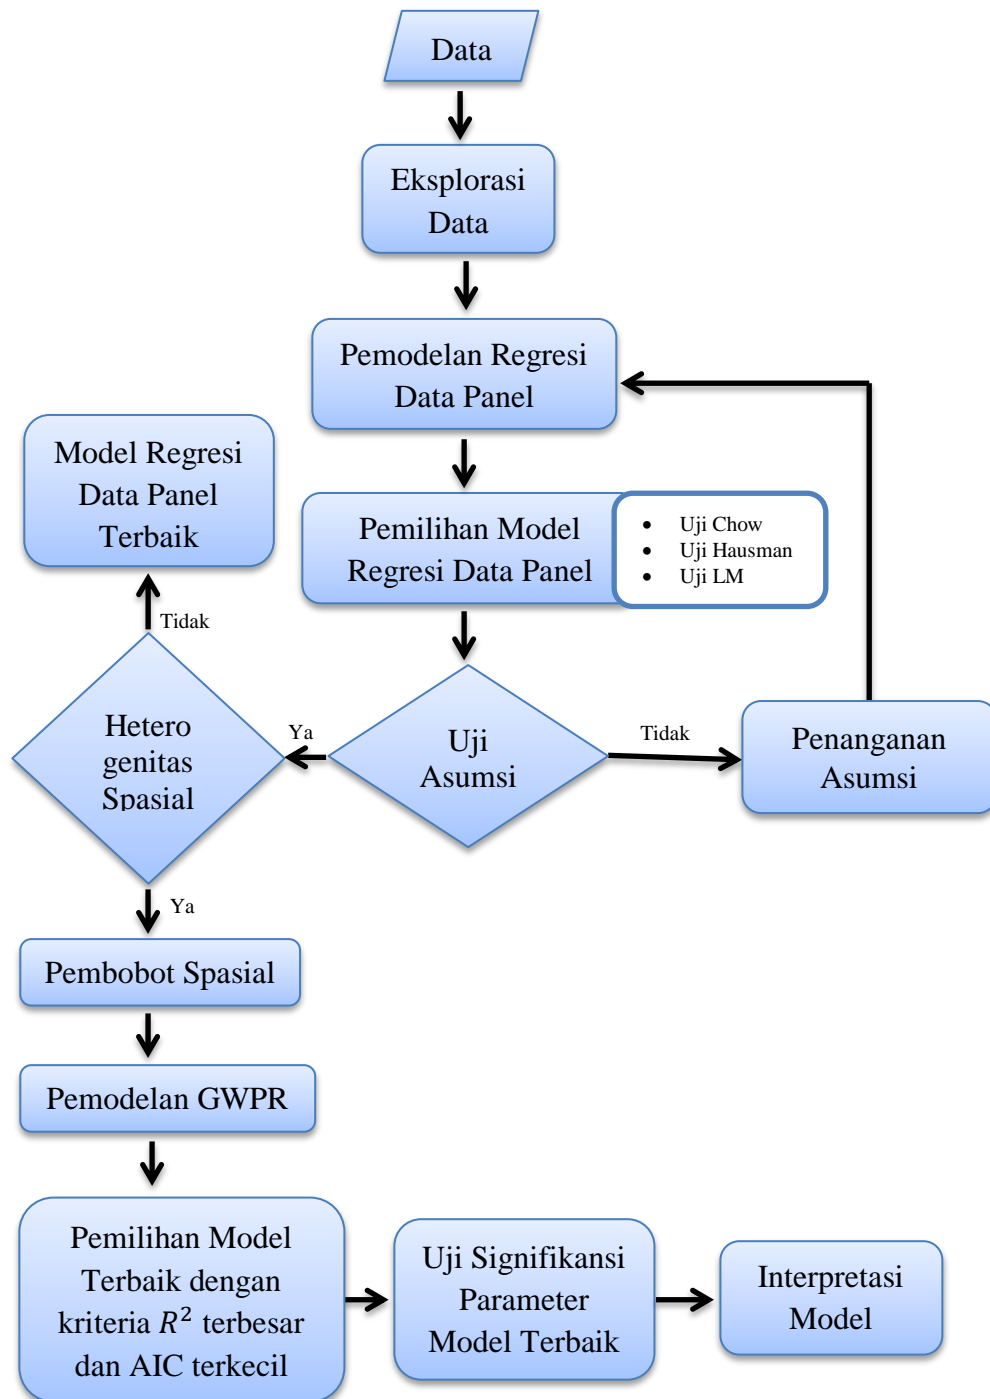 Data
Eksplorasi
Data
Pemodelan Regresi
Data Panel
Model Regresi
Data Panel
Terbaik
Pemilihan Model
Regresi Data Panel
• Uji Chow
• Uji Hausman
• Uji LM
Tidak
Hetero
genitas
Spasial
Ya
Uji
Asumsi
Tidak
Penanganan
Asumsi
Ya
Pembobot Spasial
Pemodelan GWPR
Pemilihan Model
Terbaik dengan
kriteria R² terbesar
dan AIC terkecil
Uji Signifikansi
Parameter
Model Terbaik
Interpretasi
Model